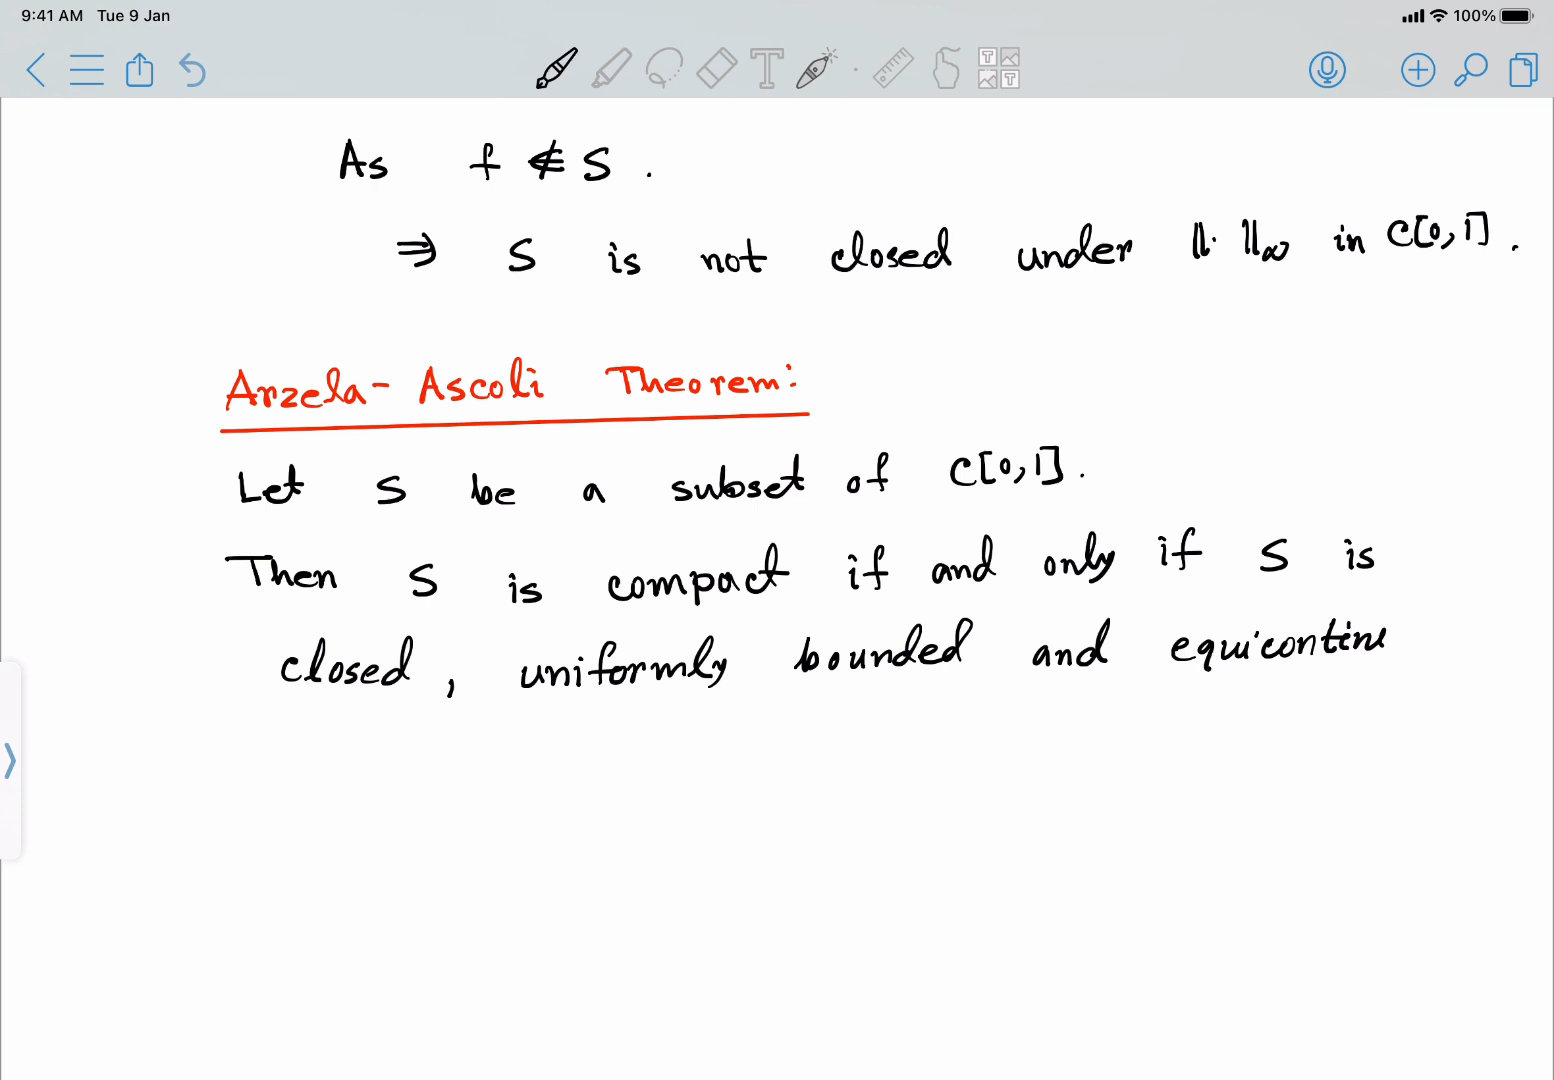 9:41 AM Tue 9 Jan 100%
As f ∉ S .
⇒ S is not closed under ‖·‖∞ in C[0,1].
Arzela-Ascoli Theorem:
Let S be a subset of C[0,1].
Then S is compact if and only if S is
closed, uniformly bounded and equicontinu